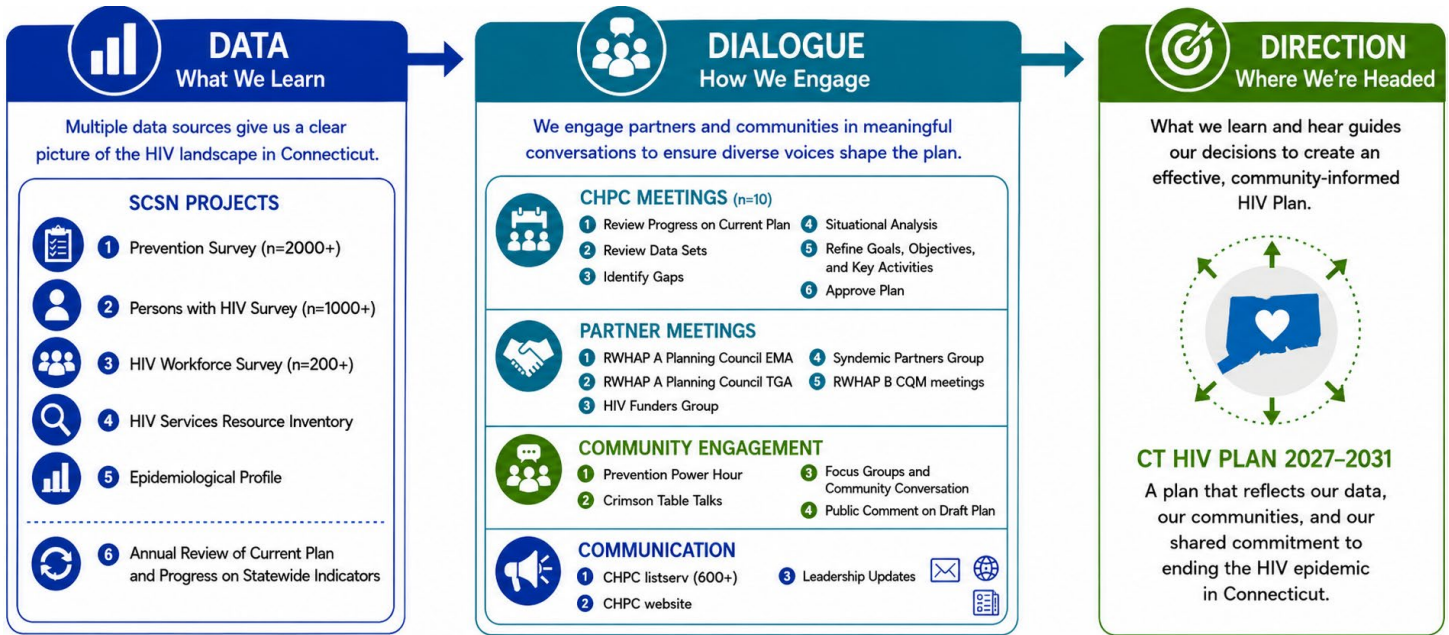 DATA
What We Learn
Multiple data sources give us a clear
picture of the HIV landscape in Connecticut.
SCSN PROJECTS
1 Prevention Survey (n=2000+)
2 Persons with HIV Survey (n=1000+)
3 HIV Workforce Survey (n=200+)
4 HIV Services Resource Inventory
5 Epidemiological Profile
6 Annual Review of Current Plan
and Progress on Statewide Indicators
DIALOGUE
How We Engage
We engage partners and communities in meaningful
conversations to ensure diverse voices shape the plan.
CHPC MEETINGS (n=10)
1 Review Progress on Current Plan
2 Review Data Sets
3 Identify Gaps
4 Situational Analysis
5 Refine Goals, Objectives,
and Key Activities
6 Approve Plan
PARTNER MEETINGS
1 RWHAP A Planning Council EMA
2 RWHAP A Planning Council TGA
3 HIV Funders Group
4 Syndemic Partners Group
5 RWHAP B CQM meetings
COMMUNITY ENGAGEMENT
1 Prevention Power Hour
2 Crimson Table Talks
3 Focus Groups and
Community Conversation
4 Public Comment on Draft Plan
COMMUNICATION
1 CHPC listserv (600+)
2 CHPC website
3 Leadership Updates
DIRECTION
Where We're Headed
What we learn and hear guides
our decisions to create an
effective, community-informed
HIV Plan.
CT HIV PLAN 2027–2031
A plan that reflects our data,
our communities, and our
shared commitment to
ending the HIV epidemic
in Connecticut.